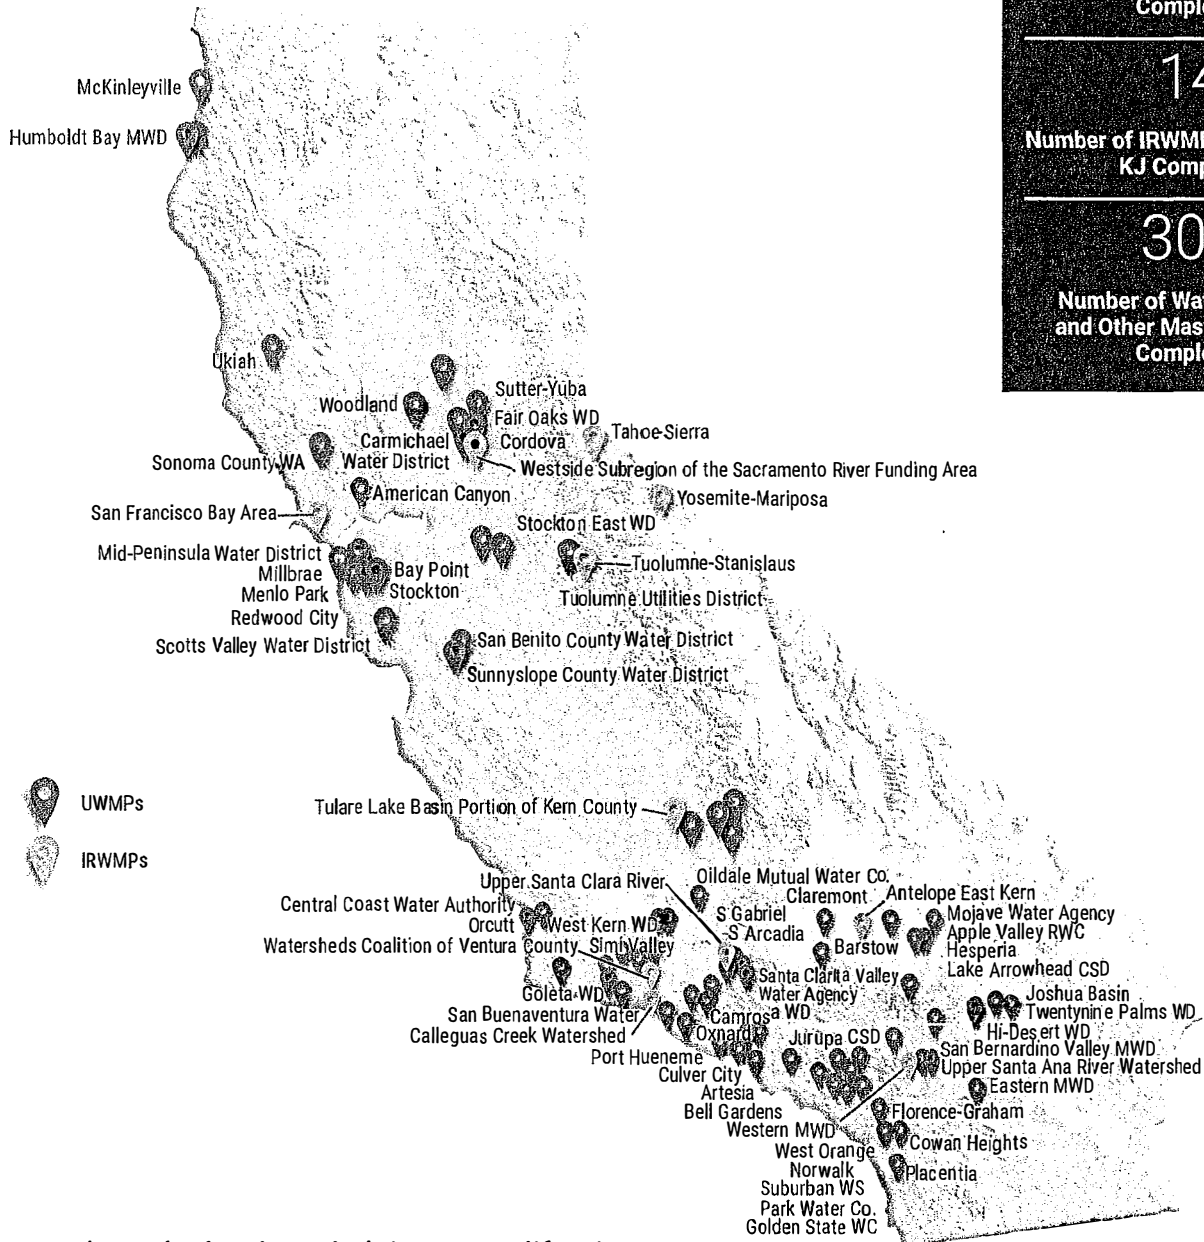 14
Number of
KJ
30
Number of
and Other
McKinleyville
Humboldt Bay MWD
Ukiah
Sutter-Yuba
Woodland
Fair Oaks WD
Carmichael
Water District
Cordova
Tahoe-Sierra
Sonoma County WA
Westside Subregion of the Sacramento River Funding Area
American Canyon
Yosemite-Mariposa
San Francisco Bay Area
Stockton East WD
Mid-Peninsula Water District
Millbrae
Bay Point
Tuolumne-Stanislaus
Menlo Park
Stockton
Tuolumne Utilities District
Redwood City
Scotts Valley Water District
San Benito County Water District
Sunnyslope County Water District
UWMPs
IRWMPs
Tulare Lake Basin Portion of Kern County
Oildale Mutual Water Co.
Upper Santa Clara River
Claremont
Antelope East Kern
Central Coast Water Authority
Orcutt
West Kern WD
S Gabriel
S Arcadia
Mojave Water Agency
Apple Valley RWC
Hesperia
Lake Arrowhead CSD
Watersheds Coalition of Ventura County
Simi Valley
Barstow
Goleta WD
Santa Clarita Valley
Water Agency
San Buenaventura Water
Camrosa WD
Joshua Basin
Twentynine Palms WD
Hi-Desert WD
Calleguas Creek Watershed
Oxnard
Jurupa CSD
Port Hueneme
San Bernardino Valley MWD
Upper Santa Ana River Watershed
Culver City
Eastern MWD
Artesia
Bell Gardens
Florence-Graham
Western MWD
Cowan Heights
West Orange
Norwalk
Placentia
Suburban WS
Park Water Co.
Golden State WC